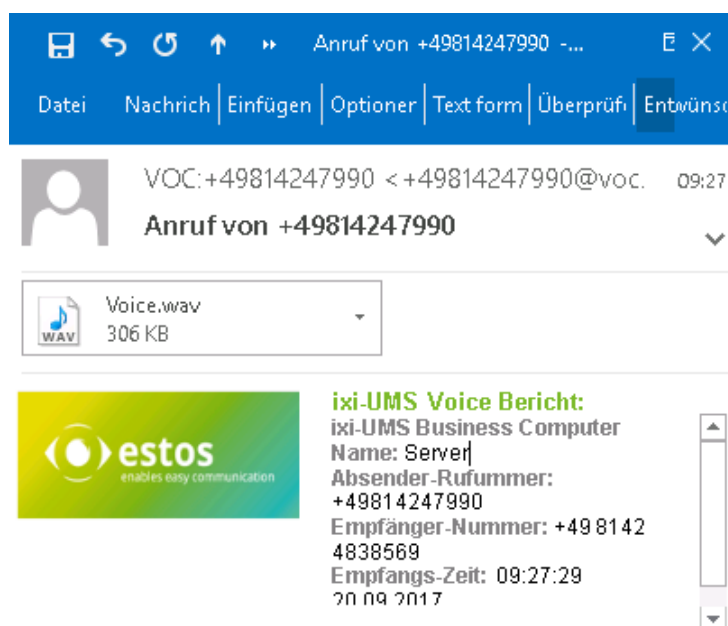 Anruf von +49814247990 -...
Datei Nachrich Einfügen Optioner Text form Überprüf Entwünsc
VOC:+49814247990 <+49814247990@voc. 09:27
Anruf von +49814247990
Voice.wav
306 KB
WAV
estos
enables easy communication
ixi-UMS Voice Bericht:
ixi-UMS Business Computer
Name: Server
Absender-Rufummer:
+49814247990
Empfänger-Nummer: +49 8142
4838569
Empfangs-Zeit: 09:27:29
20.09.2017